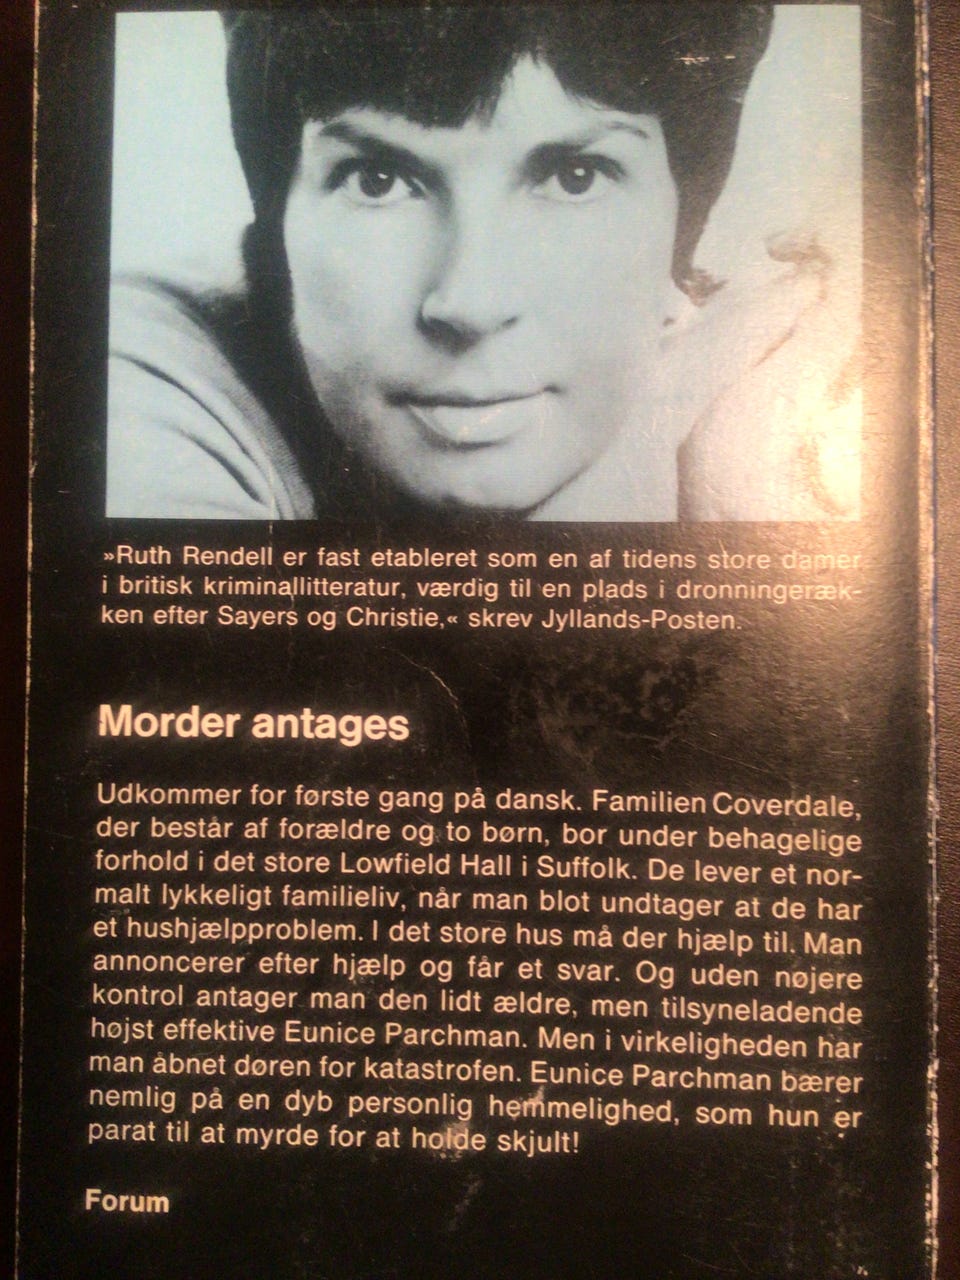 »Ruth Rendell er fast etableret som en af tidens store damer
i britisk kriminallitteratur, værdig til en plads i dronningeræk-
ken efter Sayers og Christie,« skrev Jyllands-Posten.
Morder antages
Udkommer for første gang på dansk. Familien Coverdale,
der består af forældre og to børn, bor under behagelige
forhold i det store Lowfield Hall i Suffolk. De lever et nor-
malt lykkeligt familieliv, når man blot undtager at de har
et hushjælpproblem. I det store hus må der hjælp til. Man
annoncerer efter hjælp og får et svar. Og uden nøjere
kontrol antager man den lidt ældre, men tilsyneladende
højst effektive Eunice Parchman. Men i virkeligheden har
man åbnet døren for katastrofen. Eunice Parchman bærer
nemlig på en dyb personlig hemmelighed, som hun er
parat til at myrde for at holde skjult!
Forum